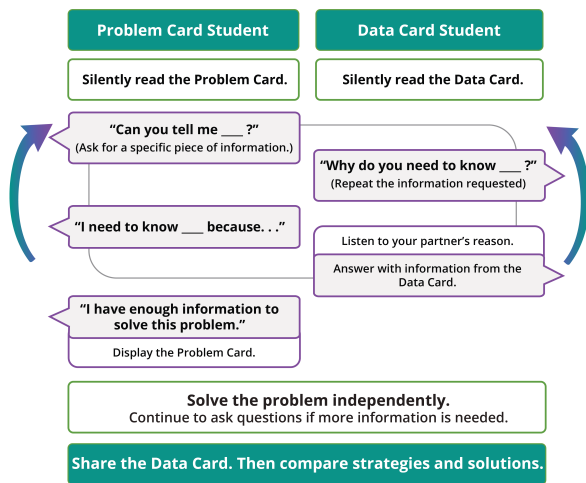 Problem Card Student
Data Card Student
Silently read the Problem Card.
Silently read the Data Card.
“Can you tell me ___ ?”
(Ask for a specific piece of information.)
“Why do you need to know ___ ?”
(Repeat the information requested)
“I need to know ___ because. . .”
Listen to your partner’s reason.
Answer with information from the
Data Card.
“I have enough information to
solve this problem.”
Display the Problem Card.
Solve the problem independently.
Continue to ask questions if more information is needed.
Share the Data Card. Then compare strategies and solutions.